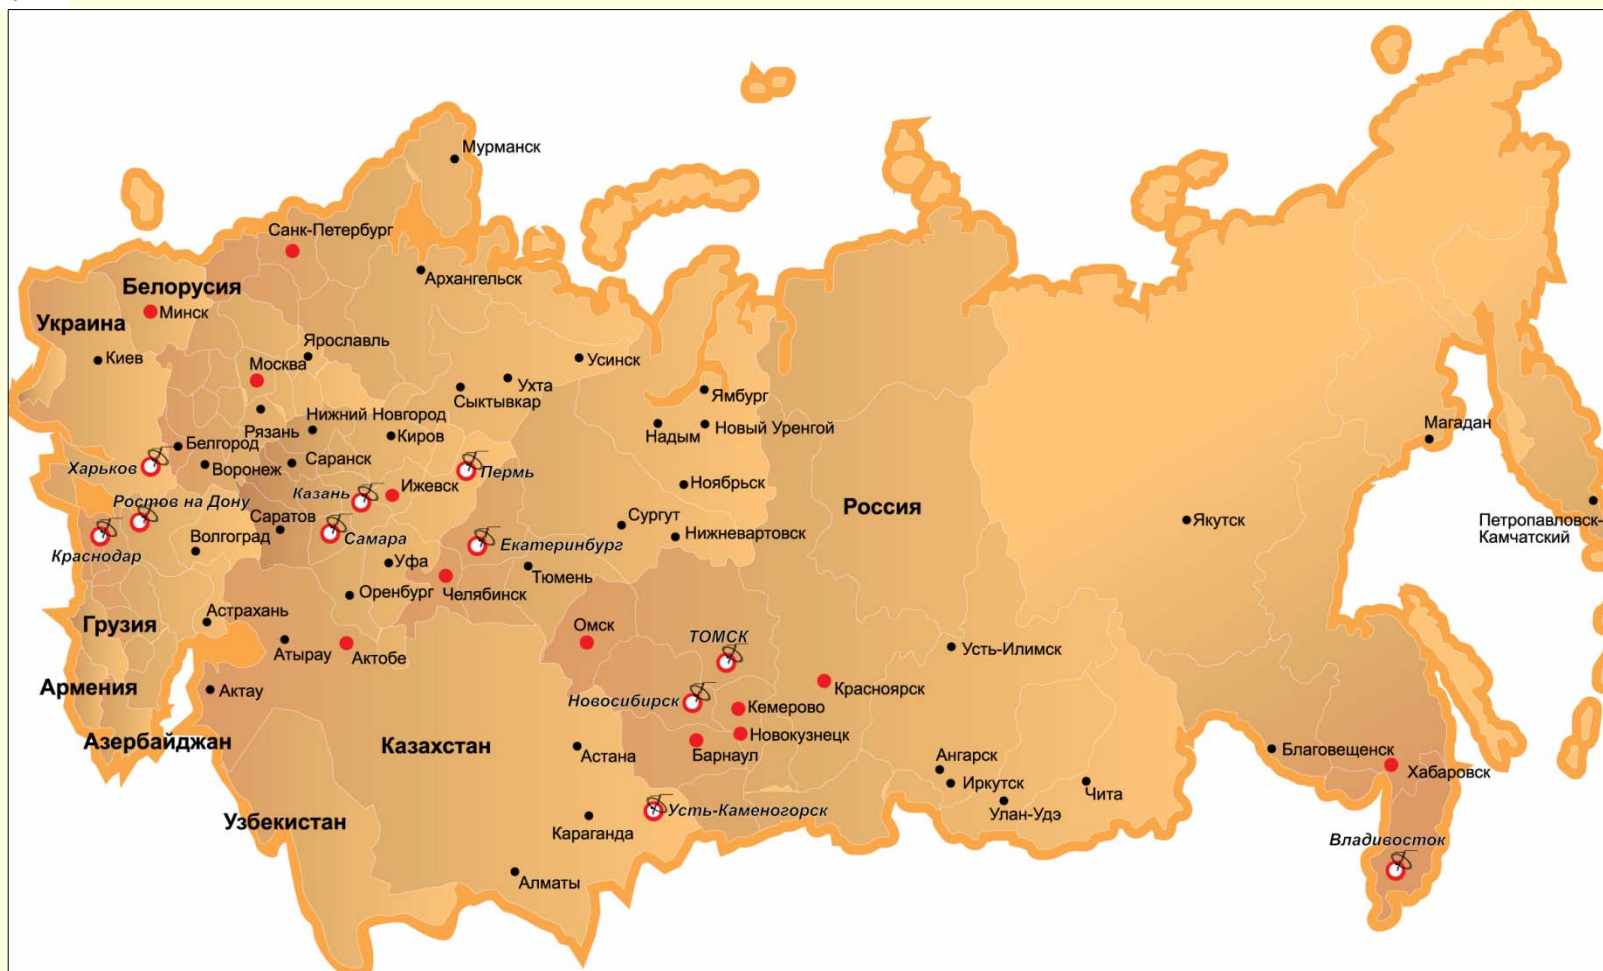 Мурманск
Санк-Петербург
Архангельск
Белорусия
Минск
Украина
Киев
Ярославль
Москва
Усинск
Ухта
Сыктывкар
Ямбург
Нижний Новгород
Рязань
Киров
Надым
Новый Уренгой
Магадан
Белгород
Харьков
Воронеж
Саранск
Пермь
Ижевск
Казань
Ноябрьск
Ростов на Дону
Россия
Саратов
Сургут
Якутск
Петропавловск-
Камчатский
Краснодар
Волгоград
Самара
Екатеринбург
Нижневартовск
Уфа
Тюмень
Оренбург
Челябинск
Астрахань
Грузия
Омск
ТОМСК
Атырау
Актобе
Усть-Илимск
Армения
Актау
Красноярск
Новосибирск
Кемерово
Азербайджан
Казахстан
Новокузнецк
Барнаул
Астана
Благовещенск
Ангарск
Хабаровск
Иркутск
Чита
Усть-Каменогорск
Улан-Удэ
Узбекистан
Караганда
Владивосток
Алматы